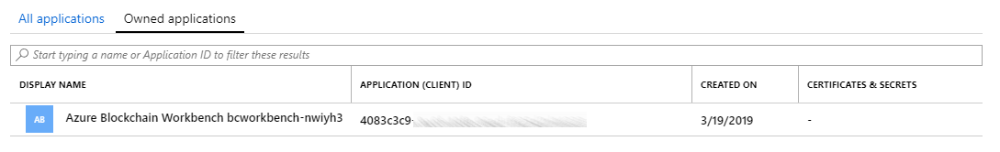 All applications Owned applications
Start typing a name or Application ID to filter these results
DISPLAY NAME APPLICATION (CLIENT) ID CREATED ON CERTIFICATES & SECRETS
AB Azure Blockchain Workbench bcworkbench-nwiyh3 4083c3c9- 3/19/2019 -